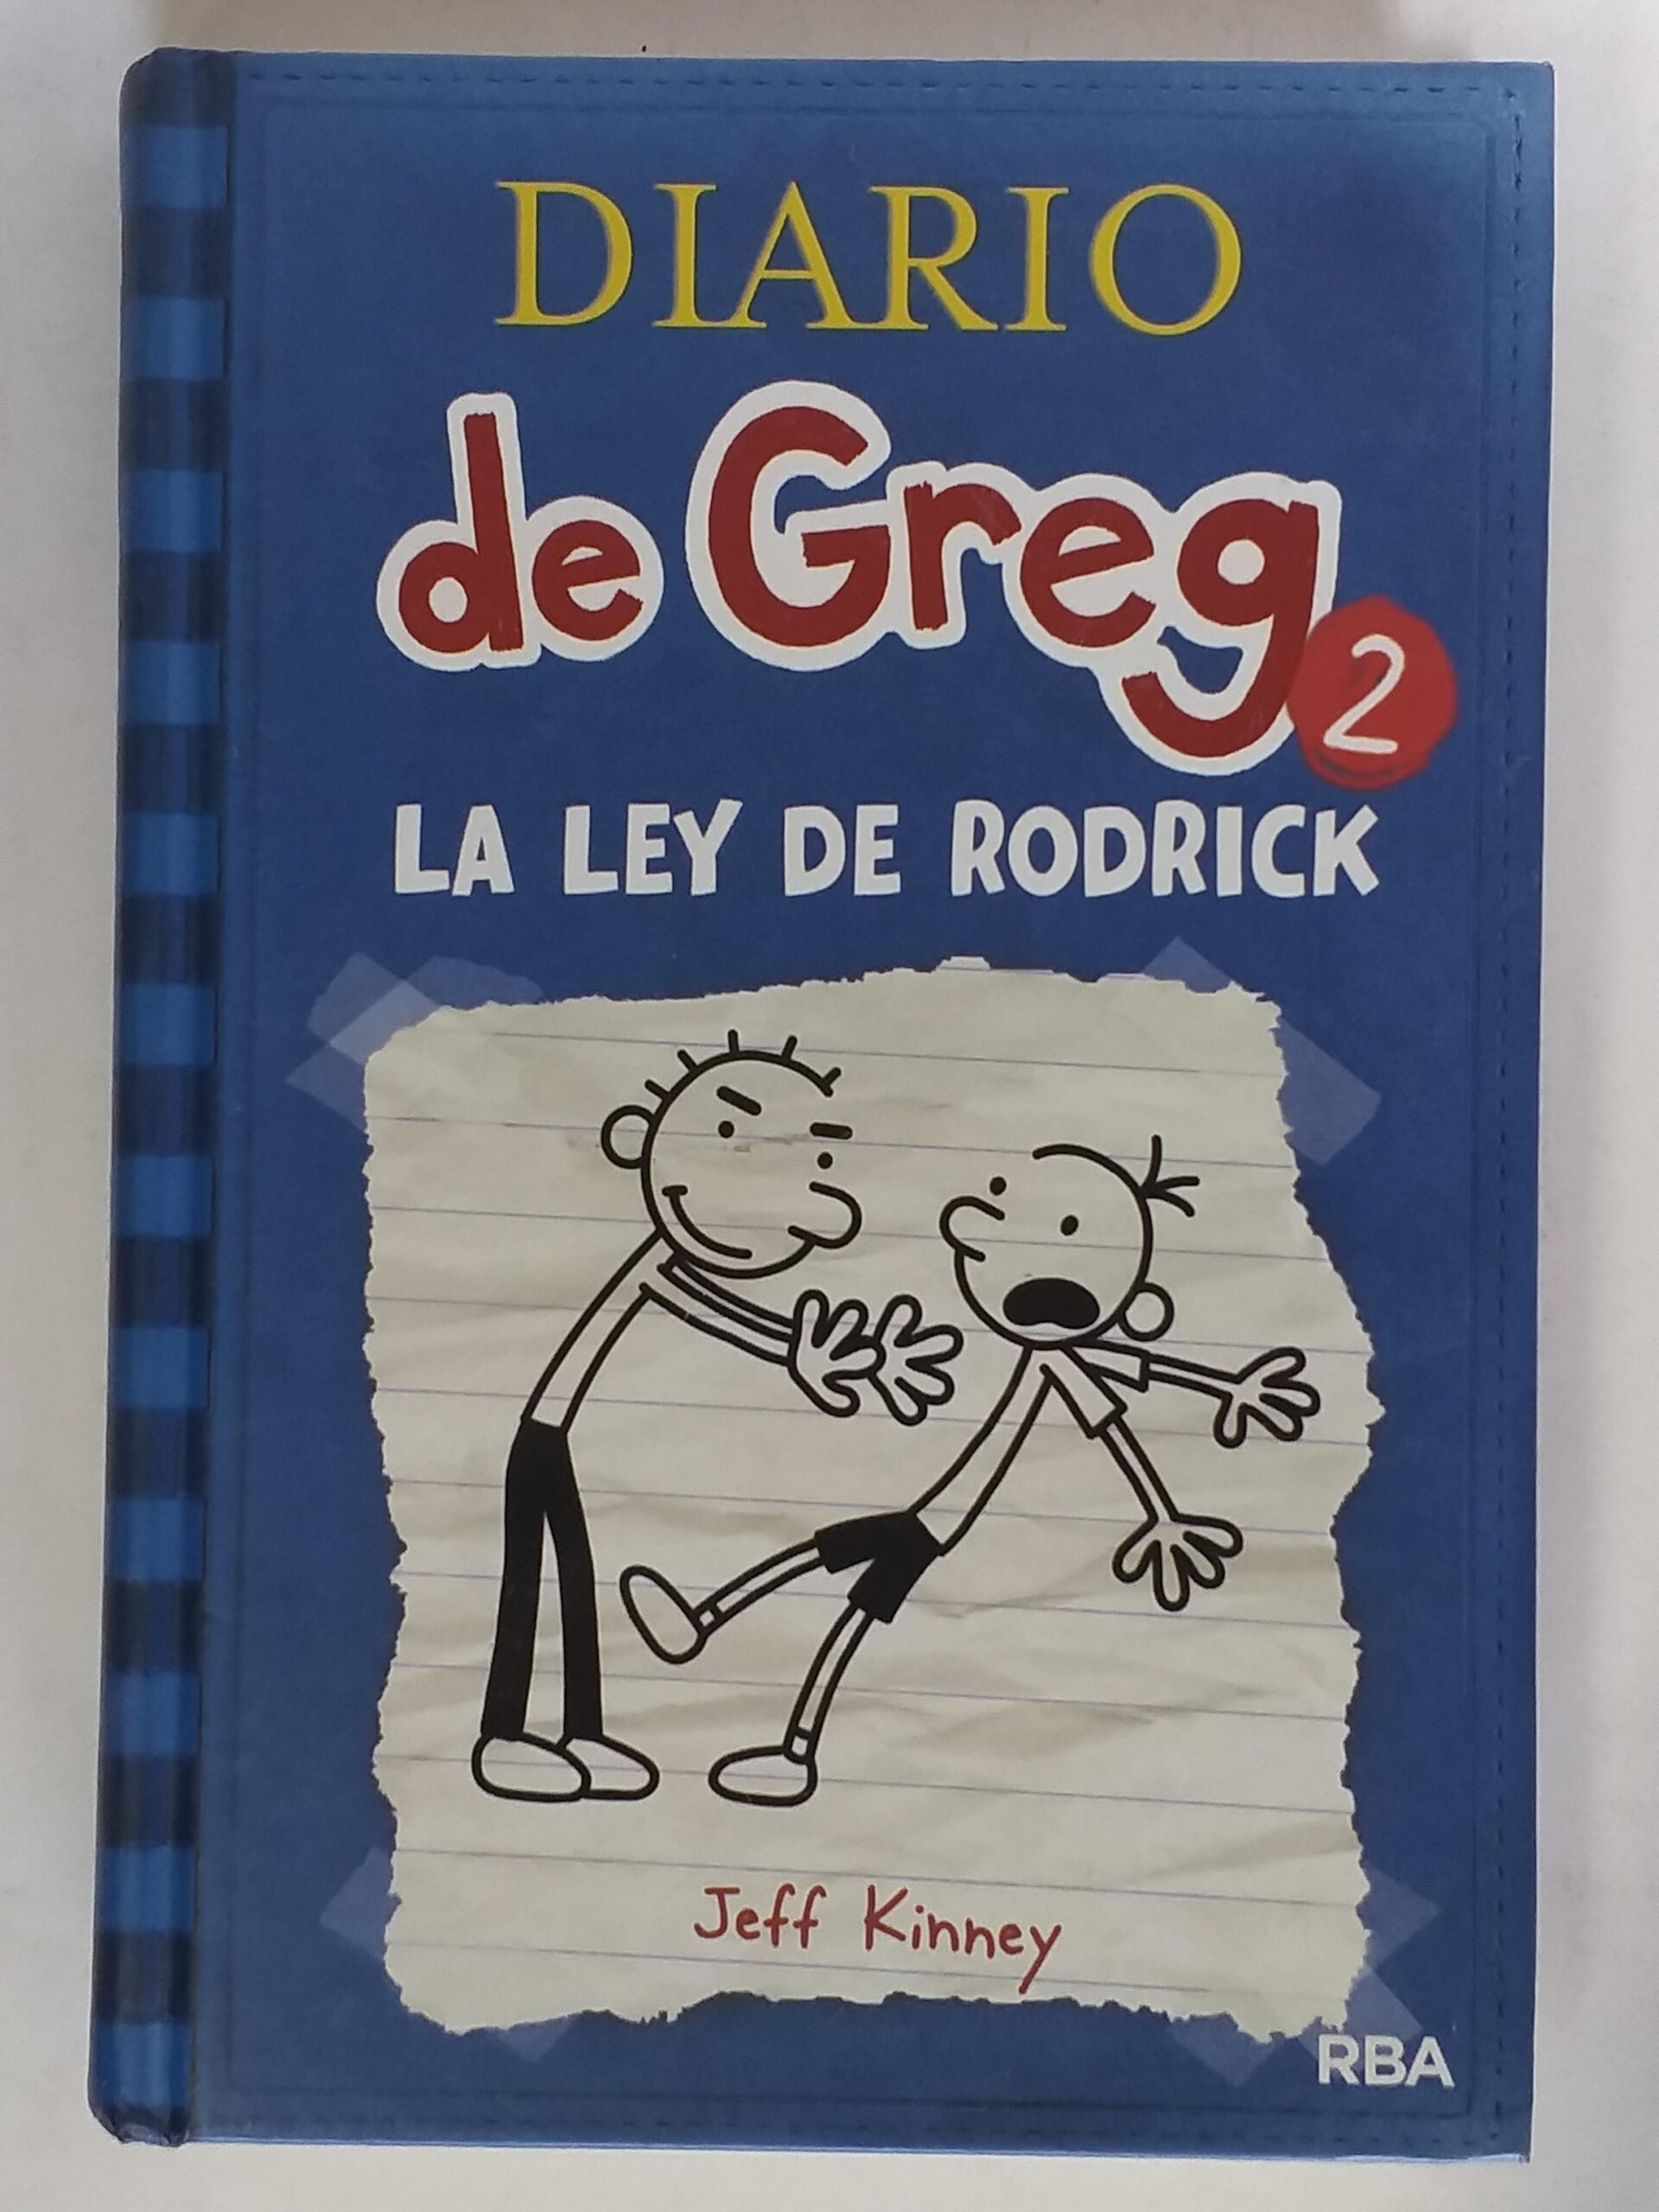 DIARIO
de Greg 2
LA LEY DE RODRICK
Jeff Kinney
RBA